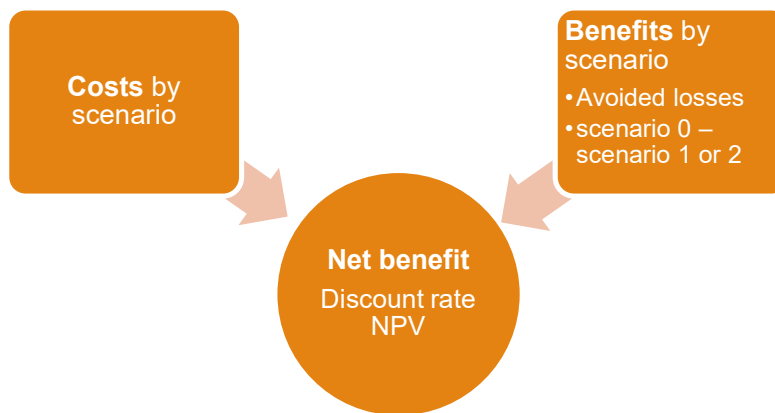 Costs by
scenario
Benefits by
scenario
•Avoided losses
•scenario 0 –
scenario 1 or 2
Net benefit
Discount rate
NPV